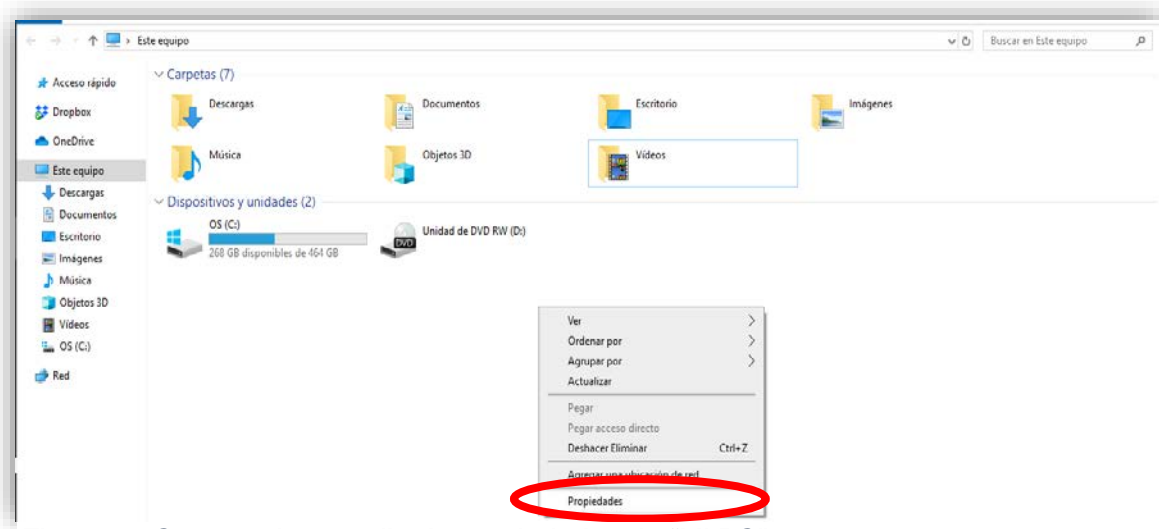 Este equipo
Buscar en Este equipo
Acceso rápido
Dropbox
OneDrive
Este equipo
Descargas
Documentos
Escritorio
Imágenes
Música
Objetos 3D
Vídeos
OS (C:)
Red
Carpetas (7)
Descargas
Documentos
Escritorio
Imágenes
Música
Objetos 3D
Vídeos
Dispositivos y unidades (2)
OS (C:)
268 GB disponibles de 464 GB
DVD
Unidad de DVD RW (D:)
Ver
Ordenar por
Agrupar por
Actualizar
Pegar
Pegar acceso directo
Deshacer Eliminar Ctrl+Z
Agregar una ubicación de red
Propiedades